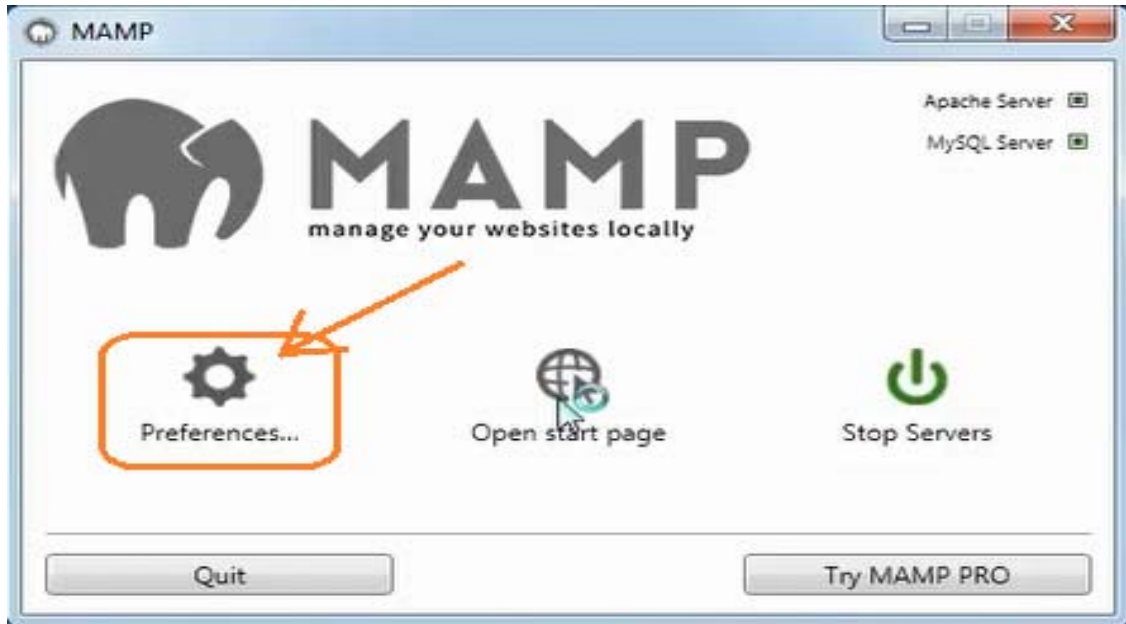 MAMP
Apache Server
MySQL Server
MAMP
manage your websites locally
Preferences...
Open start page
Stop Servers
Quit
Try MAMP PRO